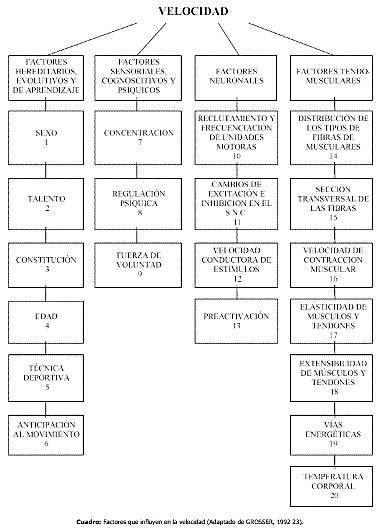 VELOCIDAD
FACTORES
HEREDITARIOS,
EVOLUTIVOS Y
DE APRENDIZAJE
FACTORES
SENSORIALES,
COGNOSCITIVOS Y
PSÍQUICOS
FACTORES
NEURONALES
FACTORES TENDO-
MUSCULARES
SEXO
1
CONCENTRACIÓN
7
RECLUTAMIENTO Y
FRECUENCIACIÓN
DE UNIDADES
MOTORAS
10
DISTRIBUCIÓN DE
LOS TIPOS DE
FIBRAS DE
MUSCULARES
14
TALENTO
2
REGULACIÓN
PSÍQUICA
8
CAMBIOS DE
EXCITACIÓN E
INHIBICIÓN EN EL
S N C
11
SECCIÓN
TRANSVERSAL DE
LAS FIBRAS
15
CONSTITUCIÓN
3
FUERZA DE
VOLUNTAD
9
VELOCIDAD
CONDUCTORA DE
ESTÍMULOS
12
VELOCIDAD DE
CONTRACCIÓN
MUSCULAR
16
EDAD
4
PREACTIVACIÓN
13
ELASTICIDAD DE
MÚSCULOS Y
TENDONES
17
TÉCNICA
DEPORTIVA
5
EXTENSIBILIDAD
DE MÚSCULOS Y
TENDONES
18
ANTICIPACIÓN
AL MOVIMIENTO
6
VÍAS
ENERGÉTICAS
19
TEMPERATURA
CORPORAL
20
Cuadro: Factores que influyen en la velocidad (Adaptado de GROSSER, 1992 23).